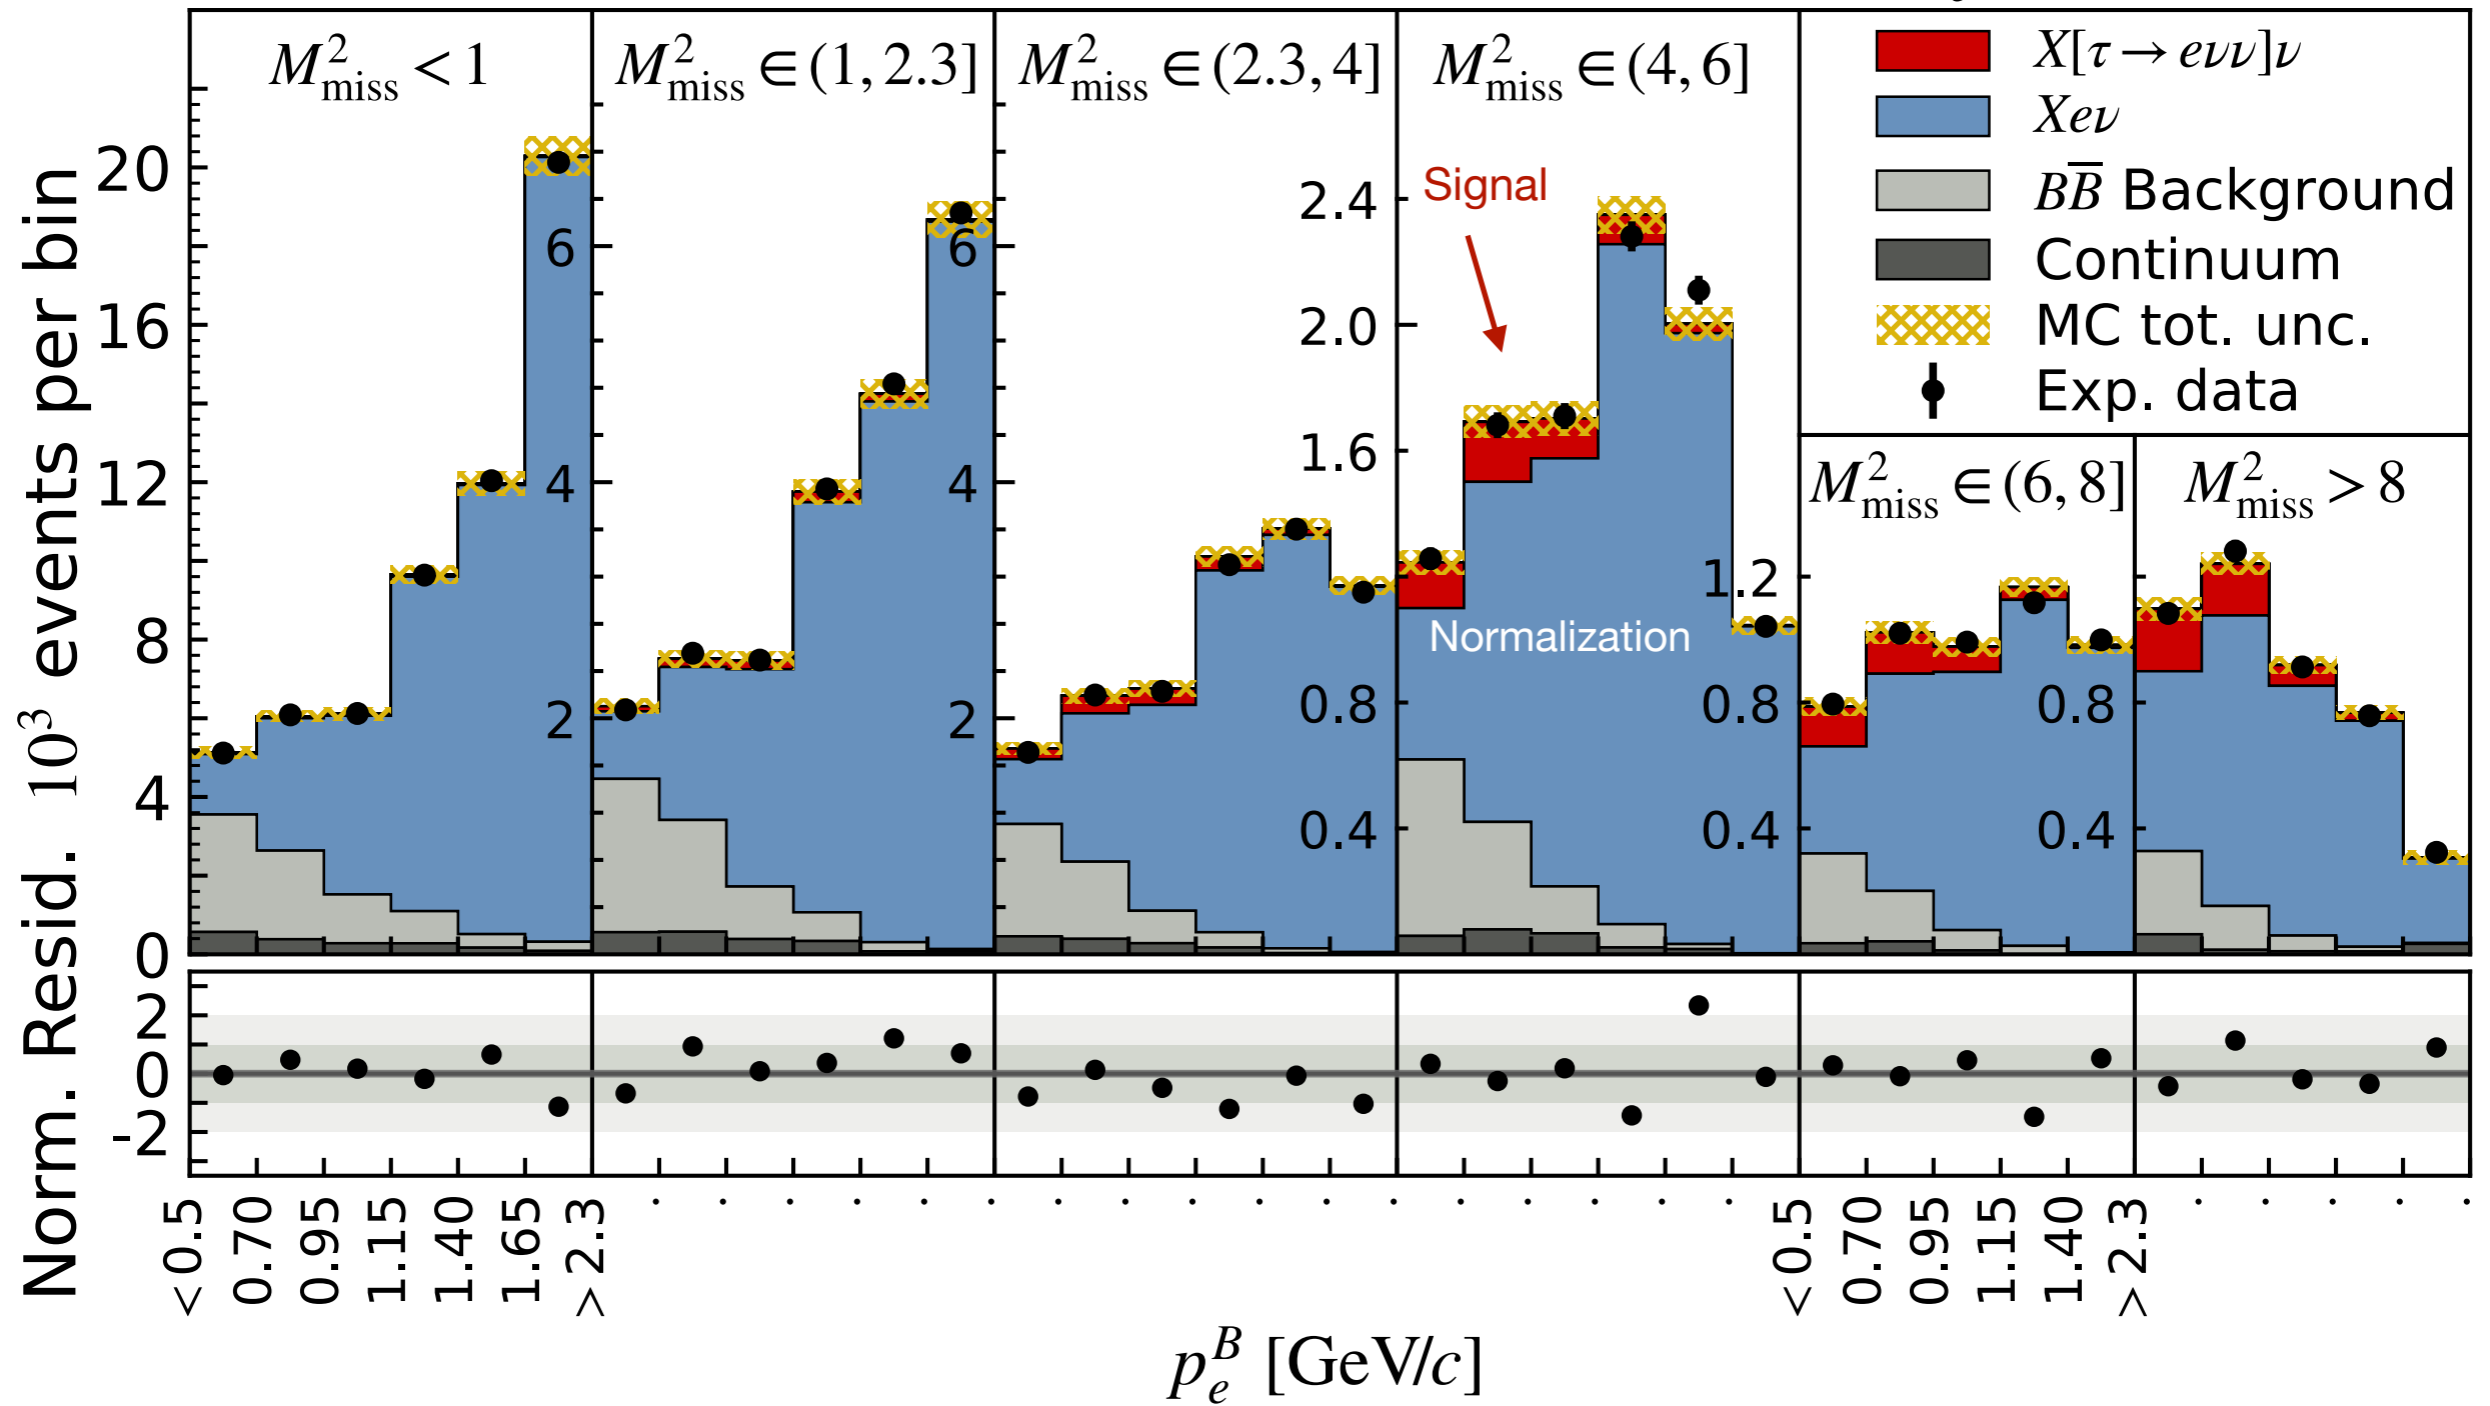 M²miss < 1
M²miss ∈ (1, 2.3]
M²miss ∈ (2.3, 4]
M²miss ∈ (4, 6]
X[τ → eνν]ν
Xeν
BB̅ Background
Continuum
MC tot. unc.
Exp. data
M²miss ∈ (6, 8]
M²miss > 8
Signal
Normalization
10³ events per bin
20
16
12
8
4
0
6
4
2
6
4
2
2.4
2.0
1.6
1.2
0.8
0.4
0.8
0.4
0.8
0.4
Norm. Resid.
2
0
-2
<0.5
0.70
0.95
1.15
1.40
1.65
>2.3
<0.5
0.70
0.95
1.15
1.40
>2.3
pᴮₑ [GeV/c]